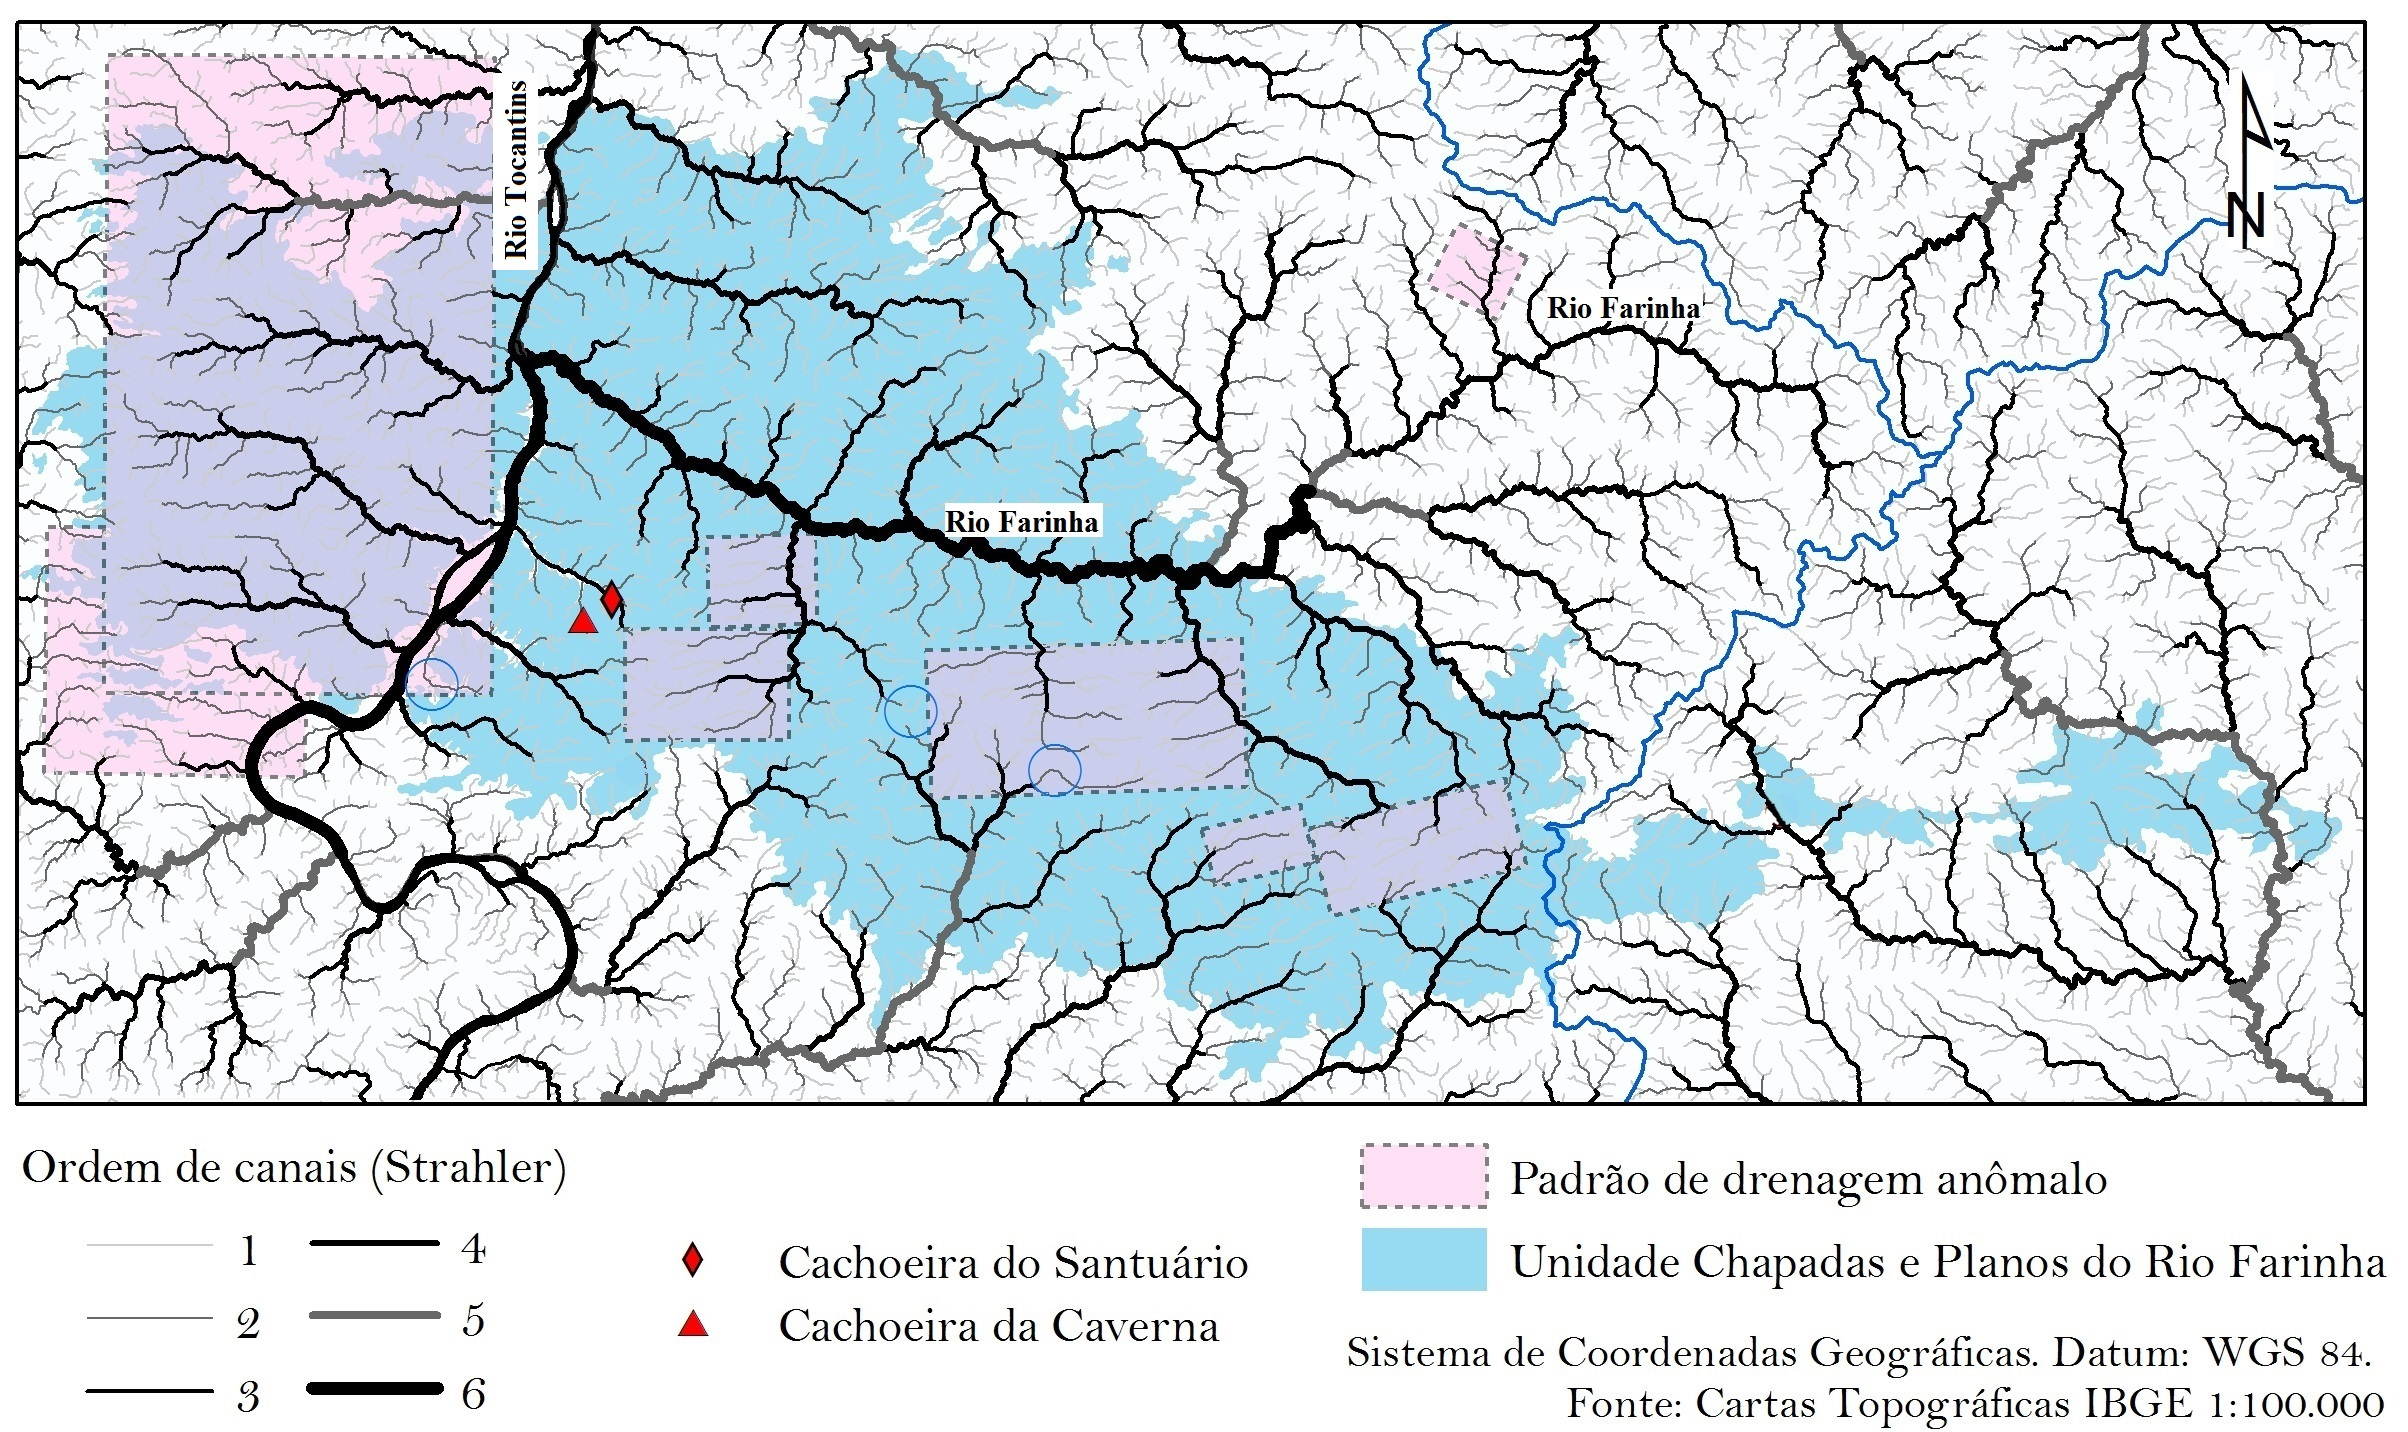 Rio Tocantins
Rio Farinha
Rio Farinha
N
Ordem de canais (Strahler)
1
2
3
4
5
6
Cachoeira do Santuário
Cachoeira da Caverna
Padrão de drenagem anômalo
Unidade Chapadas e Planos do Rio Farinha
Sistema de Coordenadas Geográficas. Datum: WGS 84.
Fonte: Cartas Topográficas IBGE 1:100.000